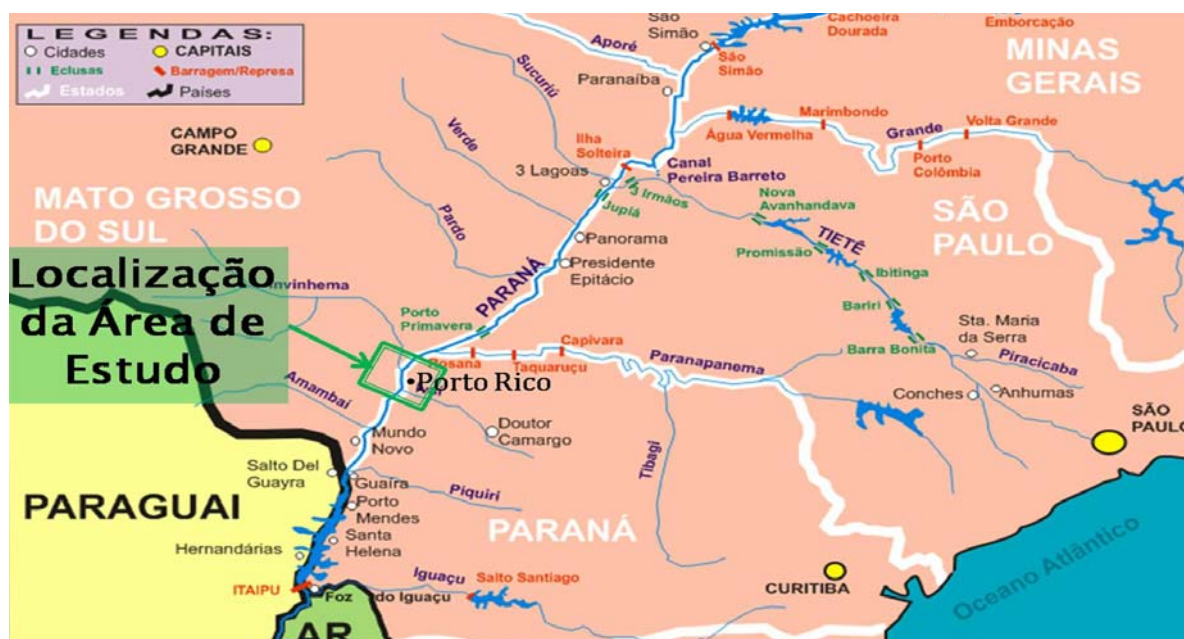 LEGENDAS:
Cidades
CAPITAIS
Eclusas
Barragem/Represa
Estados
Países
São
Simão
São
Simão
Cachoeira
Dourada
Emborcação
MINAS
GERAIS
Aporé
Sucuriú
Paranaíba
Verde
Pardo
CAMPO
GRANDE
MATO GROSSO
DO SUL
Ilha
Solteira
3 Lagoas
3 Irmãos
Jupiá
Água Vermelha
Marimbondo
Grande
Volta Grande
Porto
Colômbia
Canal
Pereira Barreto
Nova
Avanhandava
SÃO
PAULO
TIETÊ
Promissão
Ibitinga
Bariri
Barra Bonita
Sta. Maria
da Serra
Piracicaba
Conches
Anhumas
SÃO
PAULO
Panorama
Presidente
Epitácio
PARANÁ
Porto
Primavera
Localização
da Área de
Estudo
Porto Rico
Taquaruçu
Capivara
Paranapanema
Doutor
Camargo
Tibagi
Amambaí
Mundo
Novo
Salto Del
Guayra
Guaíra
Porto
Mendes
Santa
Helena
Piquiri
PARAGUAI
PARANÁ
Hernandárias
ITAIPU
Foz do Iguaçu
Iguaçu
Salto Santiago
CURITIBA
Oceano Atlântico
AR